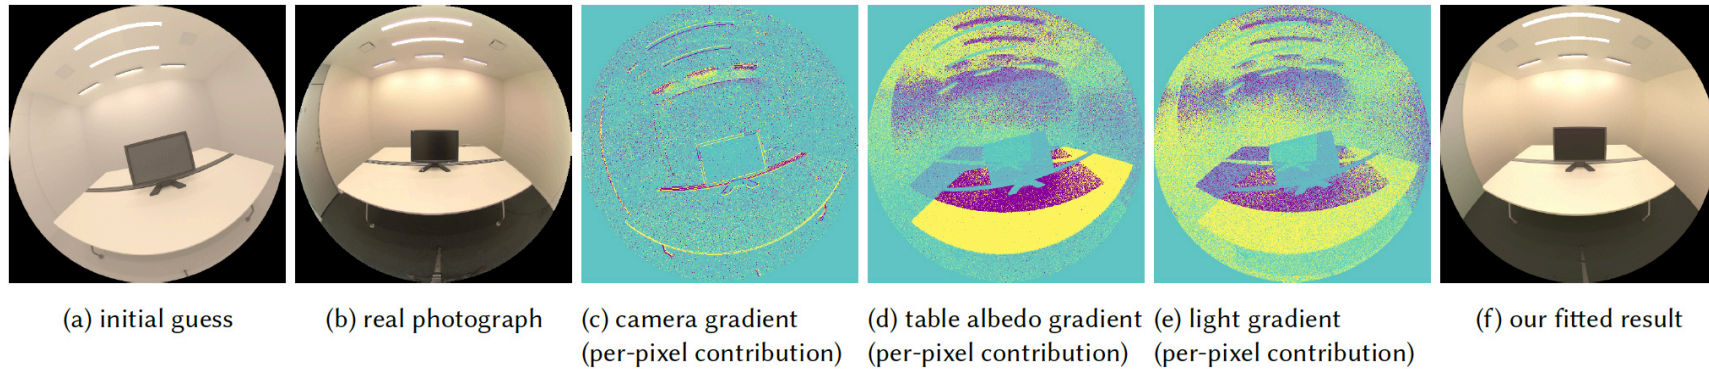 (a) initial guess
(b) real photograph
(c) camera gradient
(per-pixel contribution)
(d) table albedo gradient
(per-pixel contribution)
(e) light gradient
(per-pixel contribution)
(f) our fitted result